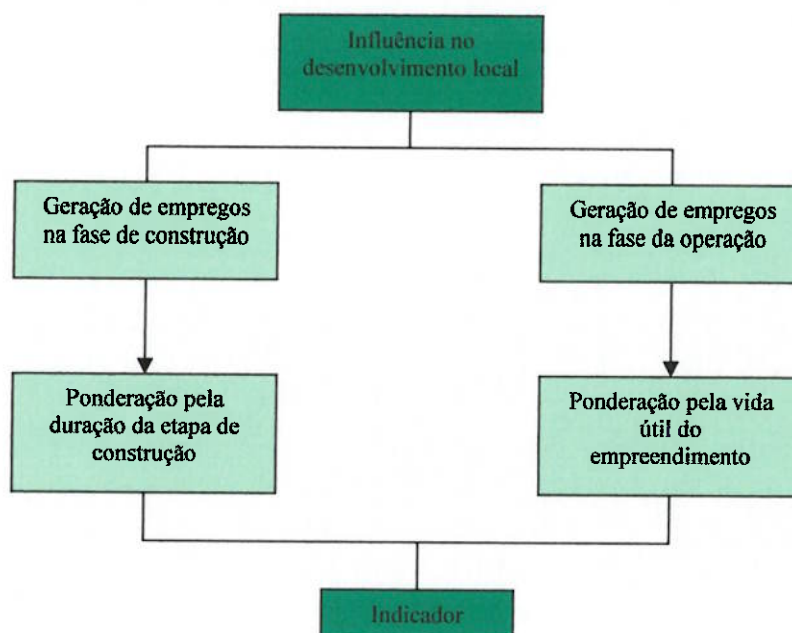 Influência no
desenvolvimento local
Geração de empregos
na fase de construção
Geração de empregos
na fase da operação
Ponderação pela
duração da etapa de
construção
Ponderação pela vida
útil do
empreendimento
Indicador